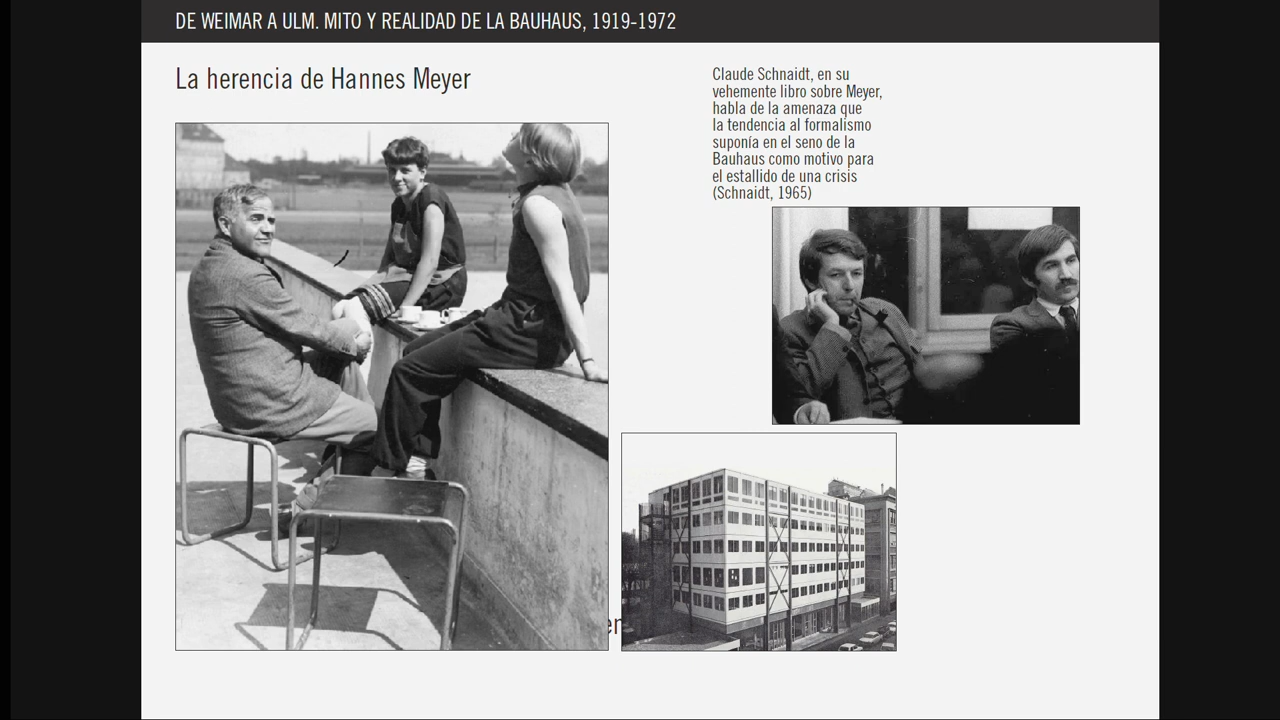 DE WEIMAR A ULM. MITO Y REALIDAD DE LA BAUHAUS, 1919-1972
La herencia de Hannes Meyer
Claude Schnaidt, en su
vehemente libro sobre Meyer,
habla de la amenaza que
la tendencia al formalismo
suponía en el seno de la
Bauhaus como motivo para
el estallido de una crisis
(Schnaidt, 1965)